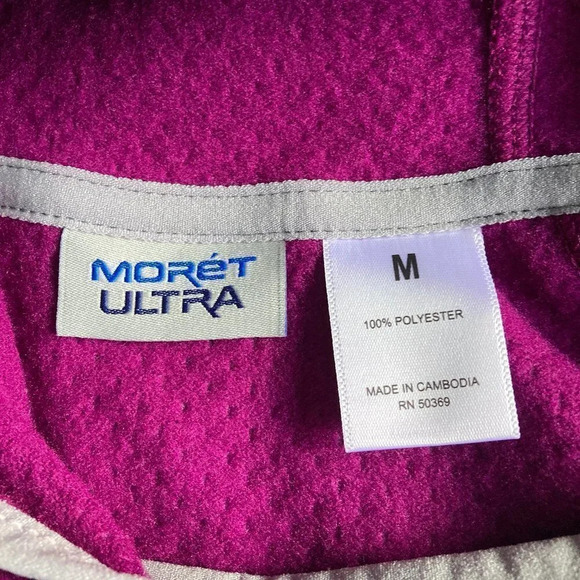 MORéT
ULTRA
M
100% POLYESTER
MADE IN CAMBODIA
RN 50369